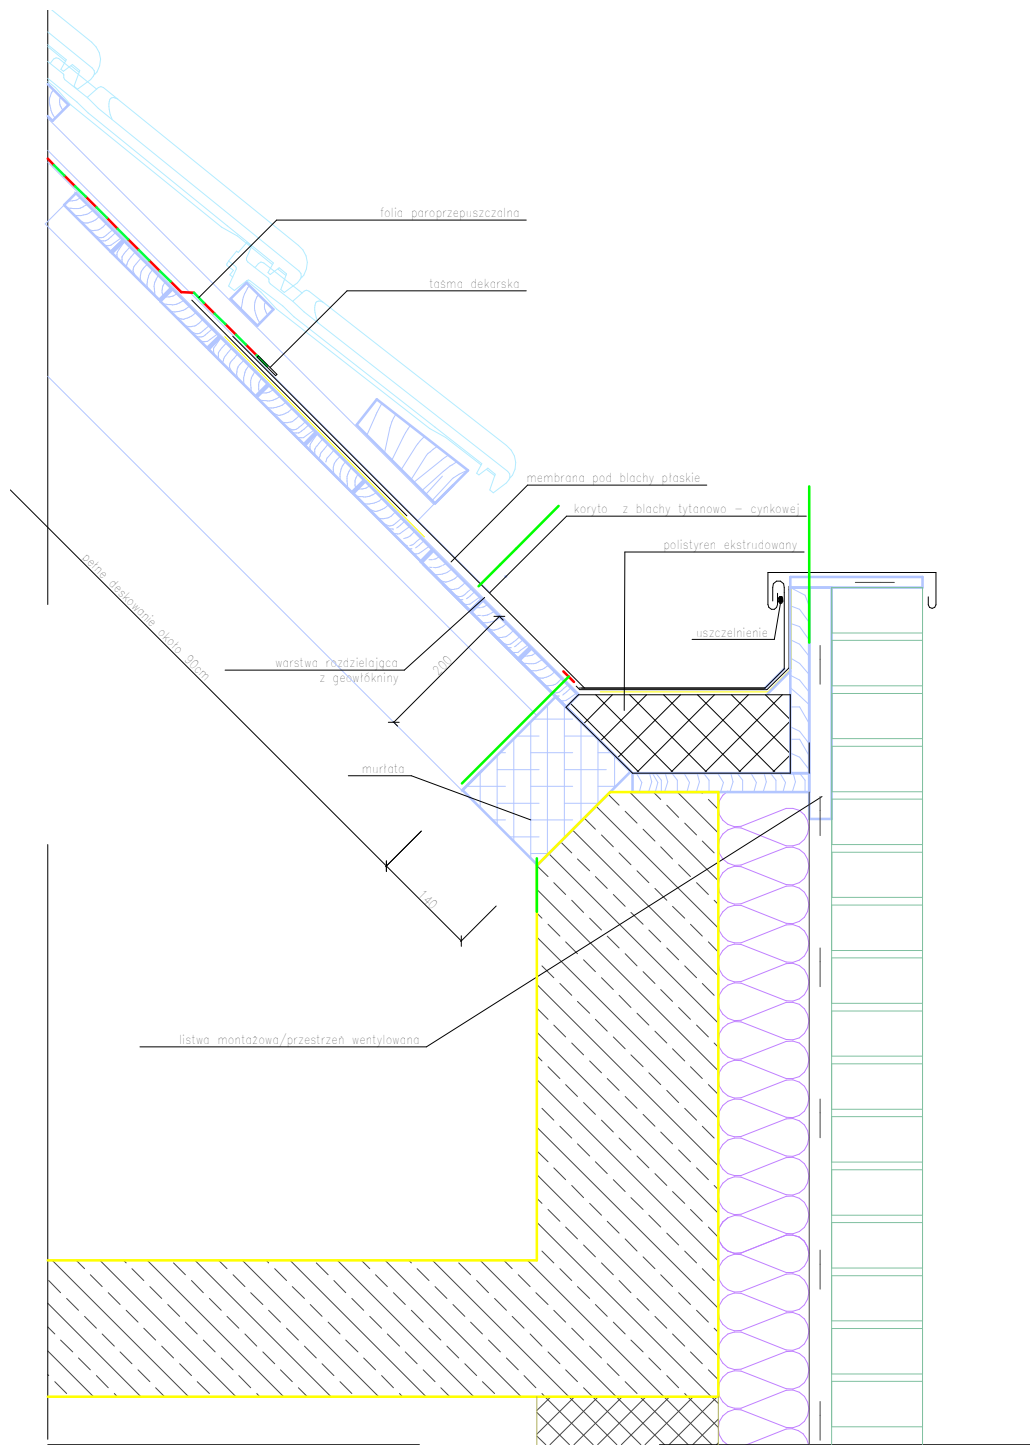 folia paroprzepuszczalna
taśma dekarska
membrana pod blachy płaskie
koryto z blachy tytanowo - cynkowej
polistyren ekstrudowany
pełne deskowanie około 90cm
uszczelnienie
warstwa rozdzielająca
z geowłókniny
200
murłata
140
listwa montażowa/przestrzeń wentylowana